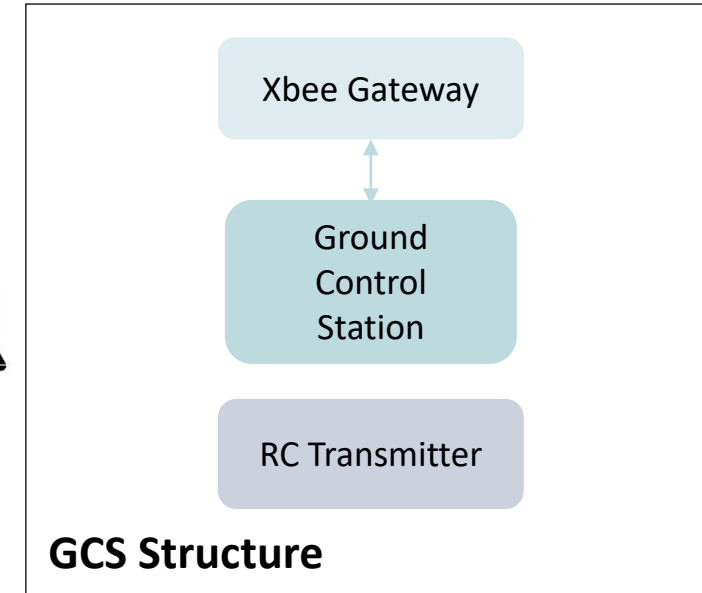 Xbee Gateway
Ground
Control
Station
RC Transmitter
GCS Structure